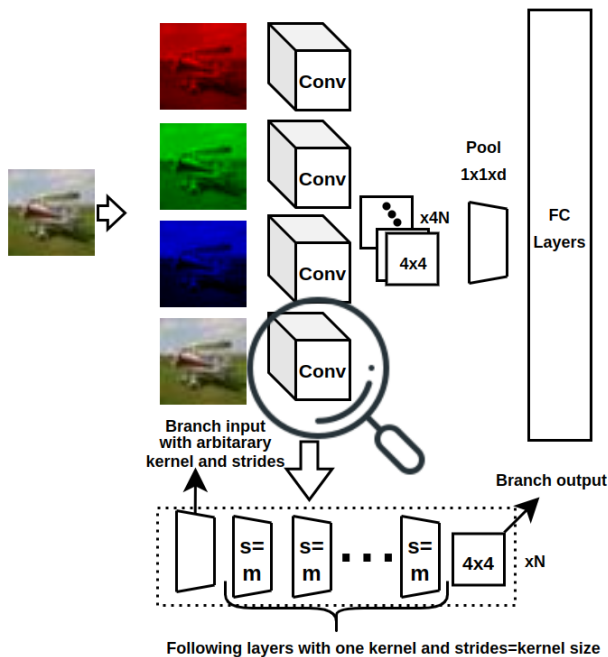 Conv
Conv
Conv
Conv
x4N
4x4
Pool
1x1xd
FC
Layers
Branch input
with arbitarary
kernel and strides
Branch output
s=
m
s=
m
s=
m
4x4
xN
Following layers with one kernel and strides=kernel size